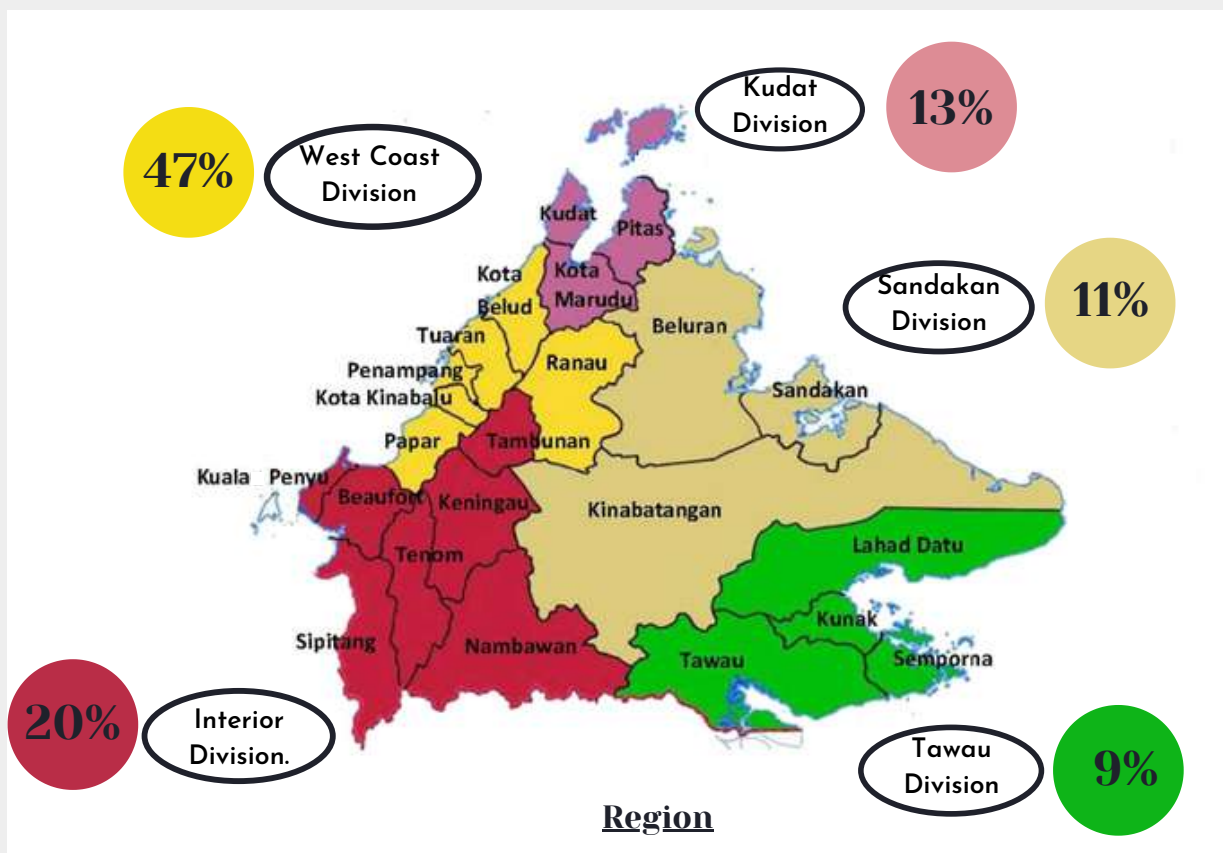 Kudat
Division
13%
47%
West Coast
Division
Kudat
Pitas
Kota
Belud
Kota
Marudu
Sandakan
Division
11%
Beluran
Tuaran
Ranau
Penampang
Kota Kinabalu
Sandakan
Papar
Tambunan
Kuala Penyu
Beaufort
Keningau
Kinabatangan
Tenom
Lahad Datu
Kunak
Sipitang
Nambawan
Tawau
Semporna
20%
Interior
Division.
Tawau
Division
9%
Region